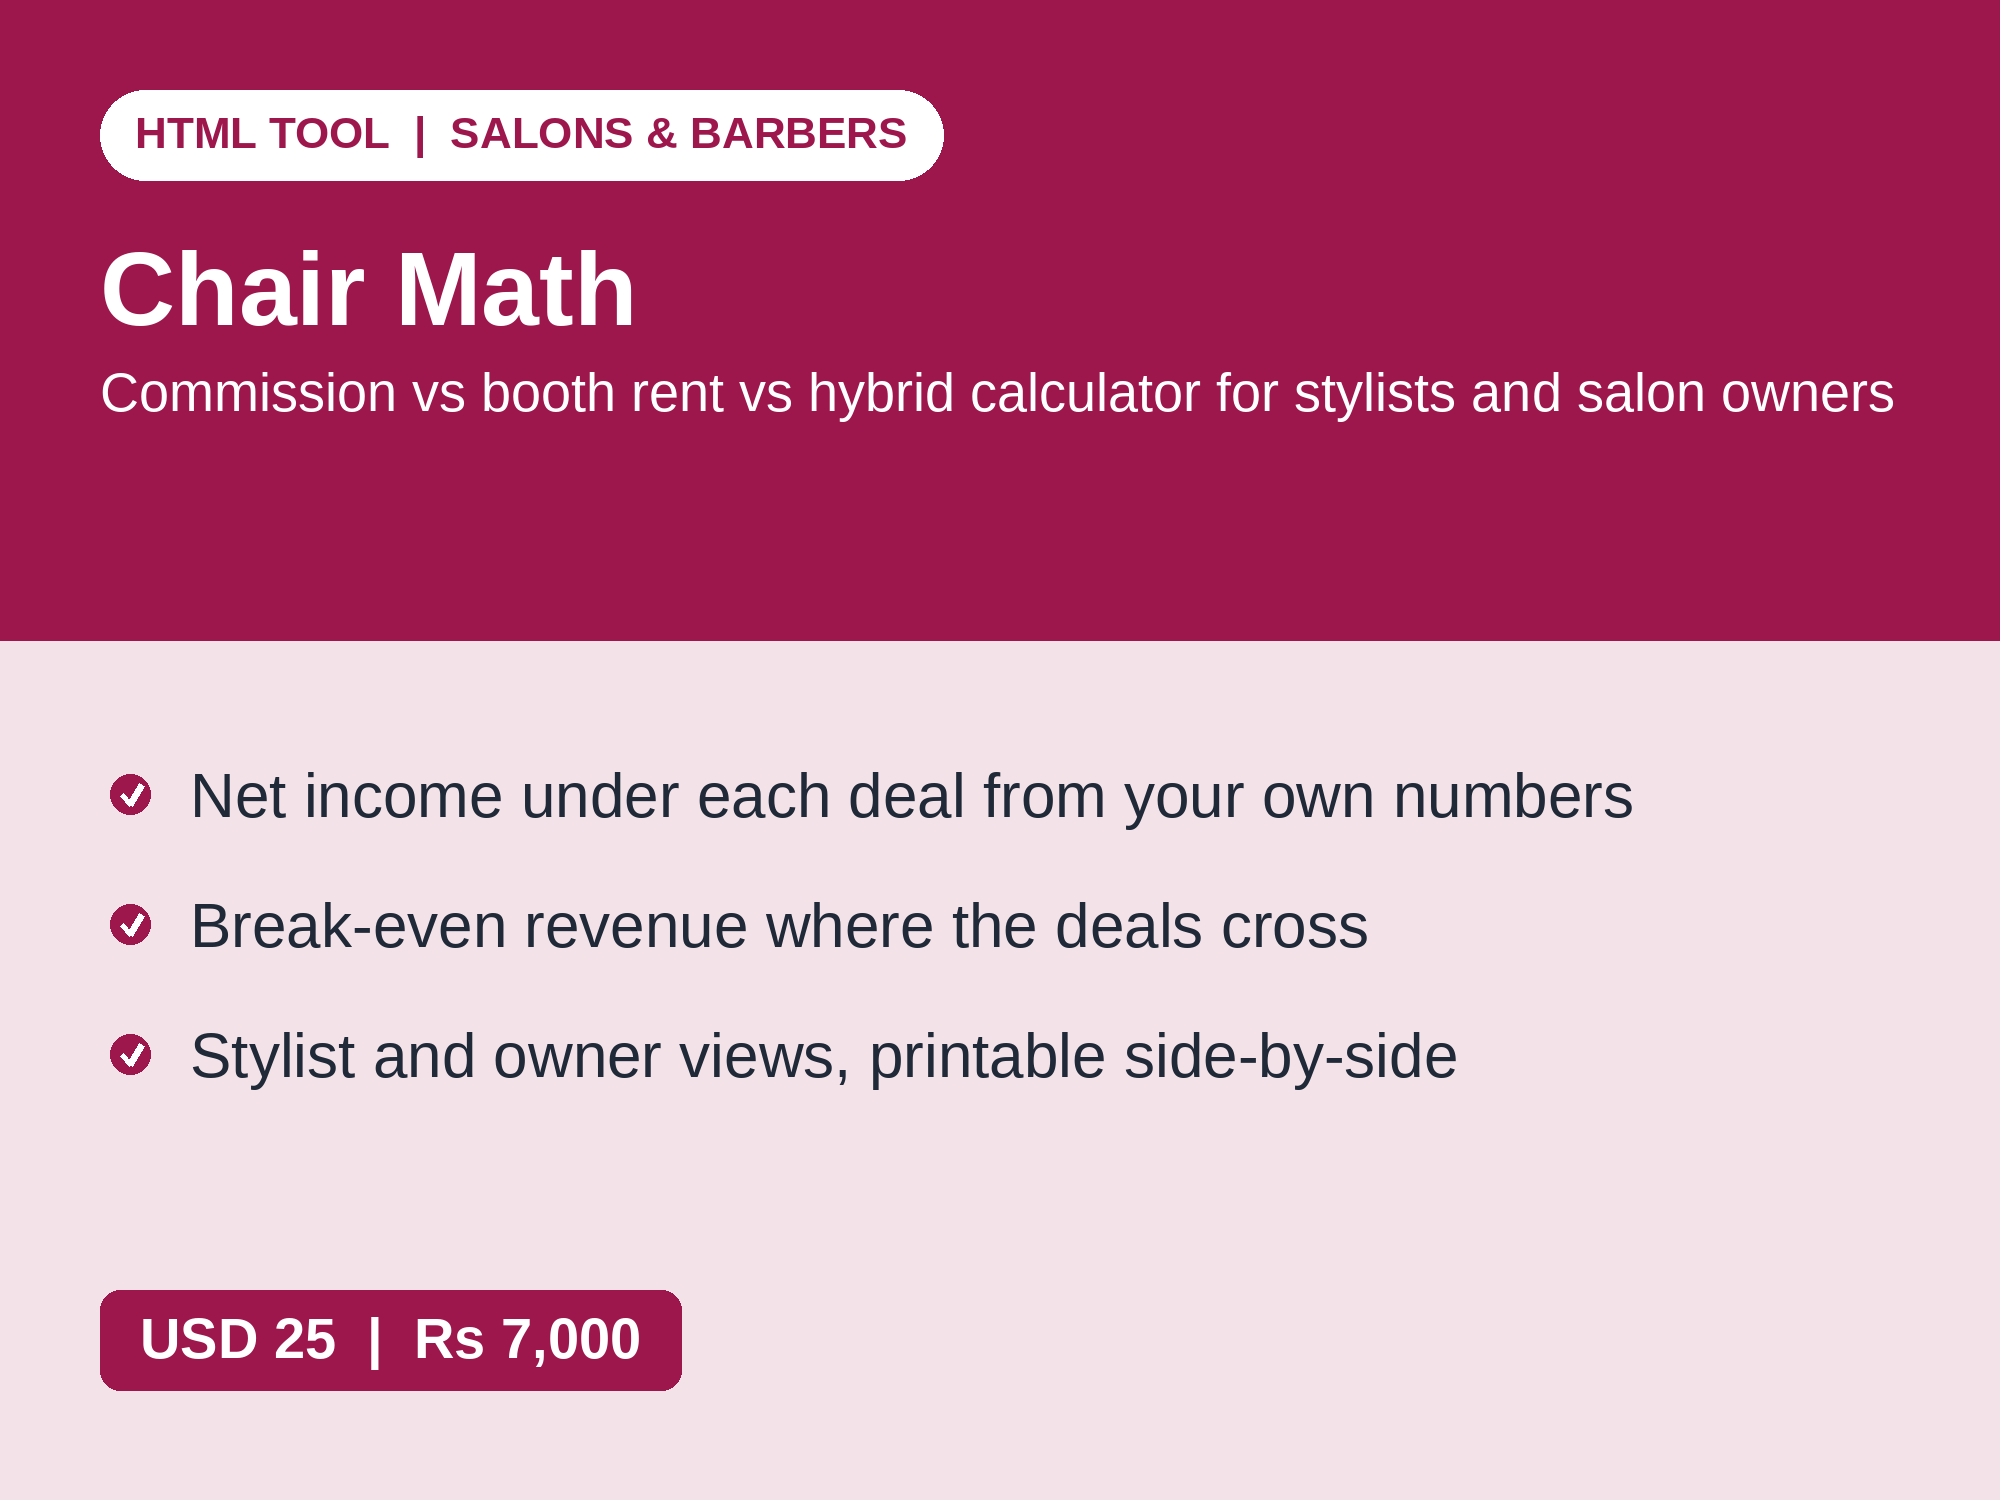 HTML TOOL | SALONS & BARBERS
Chair Math
Commission vs booth rent vs hybrid calculator for stylists and salon owners
Net income under each deal from your own numbers
Break-even revenue where the deals cross
Stylist and owner views, printable side-by-side
USD 25 | Rs 7,000